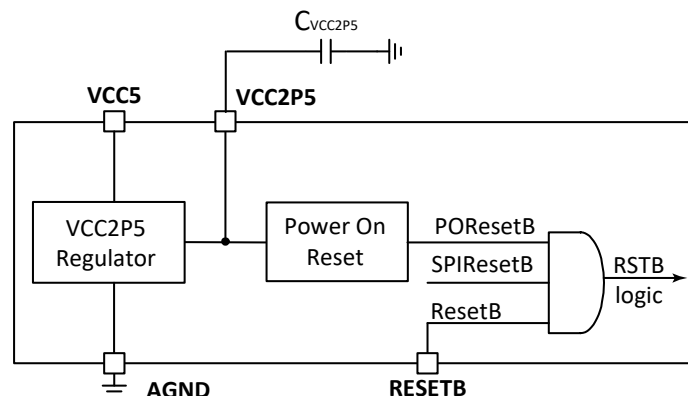 CVCC2P5
VCC5
VCC2P5
VCC2P5
Regulator
Power On
Reset
POResetB
SPIResetB
ResetB
RSTB
logic
AGND
RESETB